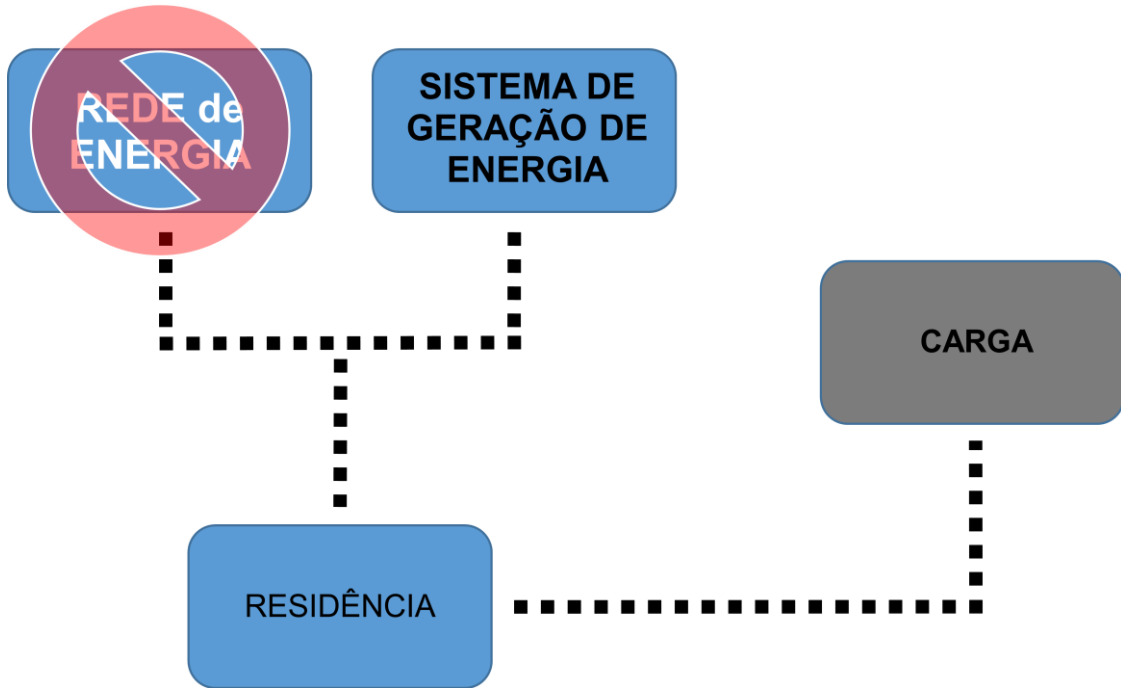 REDE de
ENERGIA
SISTEMA DE
GERAÇÃO DE
ENERGIA
CARGA
RESIDÊNCIA